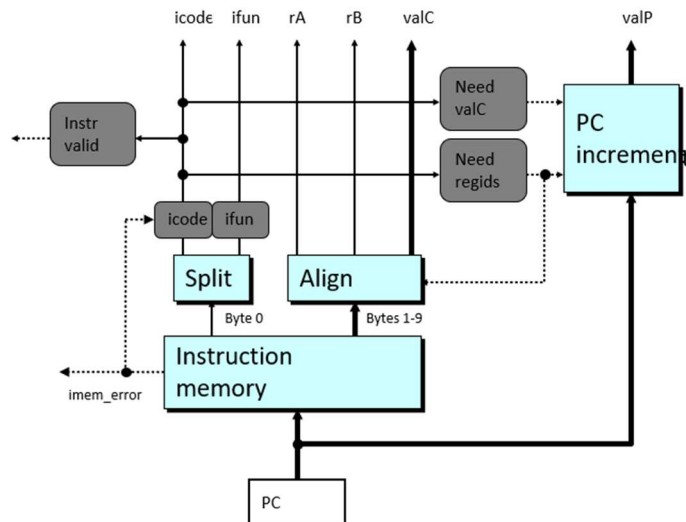 icode ifun rA rB valC valP
Need
valC
Instr
valid
PC
increment
Need
regids
icode ifun
Split Align
Byte 0 Bytes 1-9
Instruction
memory
imem_error
PC